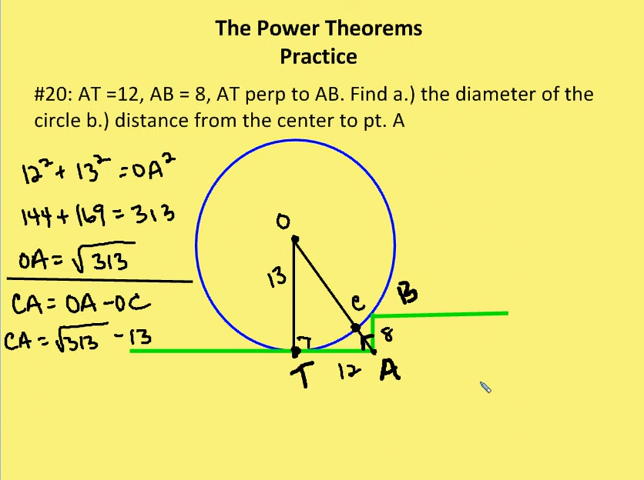 The Power Theorems
Practice
#20: AT =12, AB = 8, AT perp to AB. Find a.) the diameter of the
circle b.) distance from the center to pt. A
12² + 13² = OA²
144 + 169 = 313
OA = √313
CA = OA - OC
CA = √313 - 13
O
13
C
B
8
T
12
A